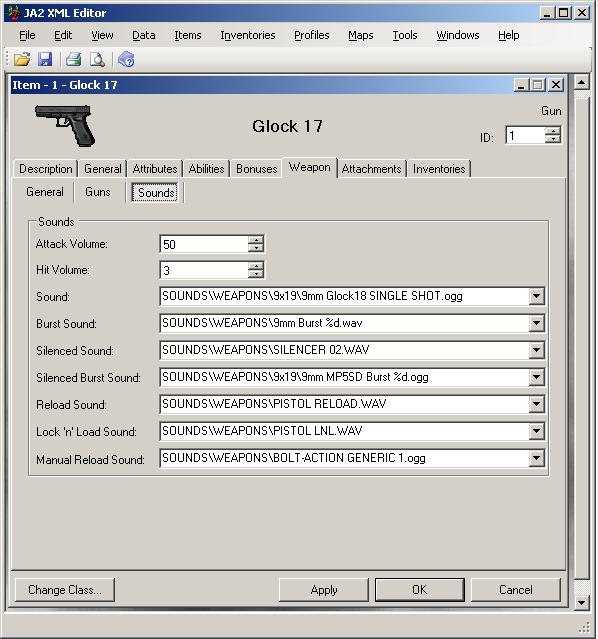 JA2 XML Editor
File Edit View Data Items Inventories Profiles Maps Tools Windows Help
Item - 1 - Glock 17
Gun
Glock 17
ID: 1
Description General Attributes Abilities Bonuses Weapon Attachments Inventories
General Guns Sounds
Sounds
Attack Volume: 50
Hit Volume: 3
Sound: SOUNDS\WEAPONS\9x19\9mm Glock18 SINGLE SHOT.ogg
Burst Sound: SOUNDS\WEAPONS\9mm Burst %d.wav
Silenced Sound: SOUNDS\WEAPONS\SILENCER 02.WAV
Silenced Burst Sound: SOUNDS\WEAPONS\9x19\9mm MP5SD Burst %d.ogg
Reload Sound: SOUNDS\WEAPONS\PISTOL RELOAD.WAV
Lock 'n' Load Sound: SOUNDS\WEAPONS\PISTOL LNL.WAV
Manual Reload Sound: SOUNDS\WEAPONS\BOLT-ACTION GENERIC 1.ogg
Change Class... Apply OK Cancel